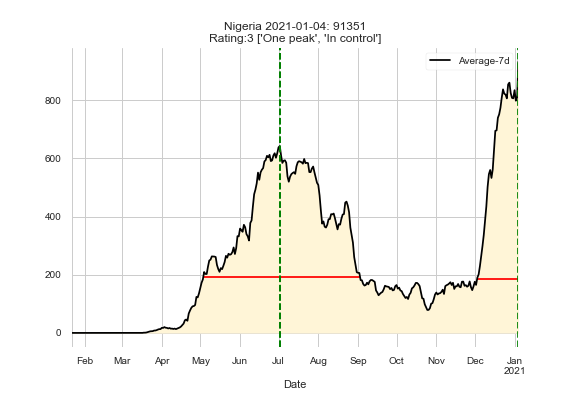 Nigeria 2021-01-04: 91351
Rating:3 ['One peak', 'In control']
Average-7d
800
600
400
200
0
Feb Mar Apr May Jun Jul Aug Sep Oct Nov Dec Jan
2021
Date